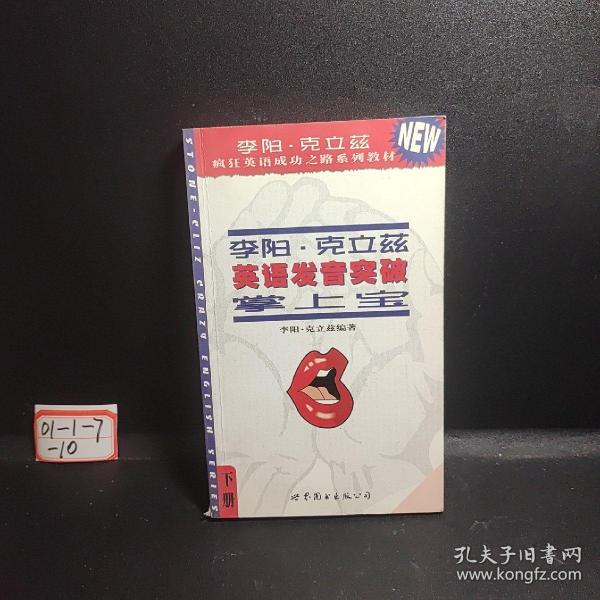 李阳·克立兹
疯狂英语成功之路系列教材
NEW
STONE-CLIZ CRAZY ENGLISH SERIES
李阳·克立兹
英语发音突破
掌上宝
李阳·克立兹编著
下册
世界图书出版公司
01-1-7
-10
孔夫子旧书网
www.kongfz.com